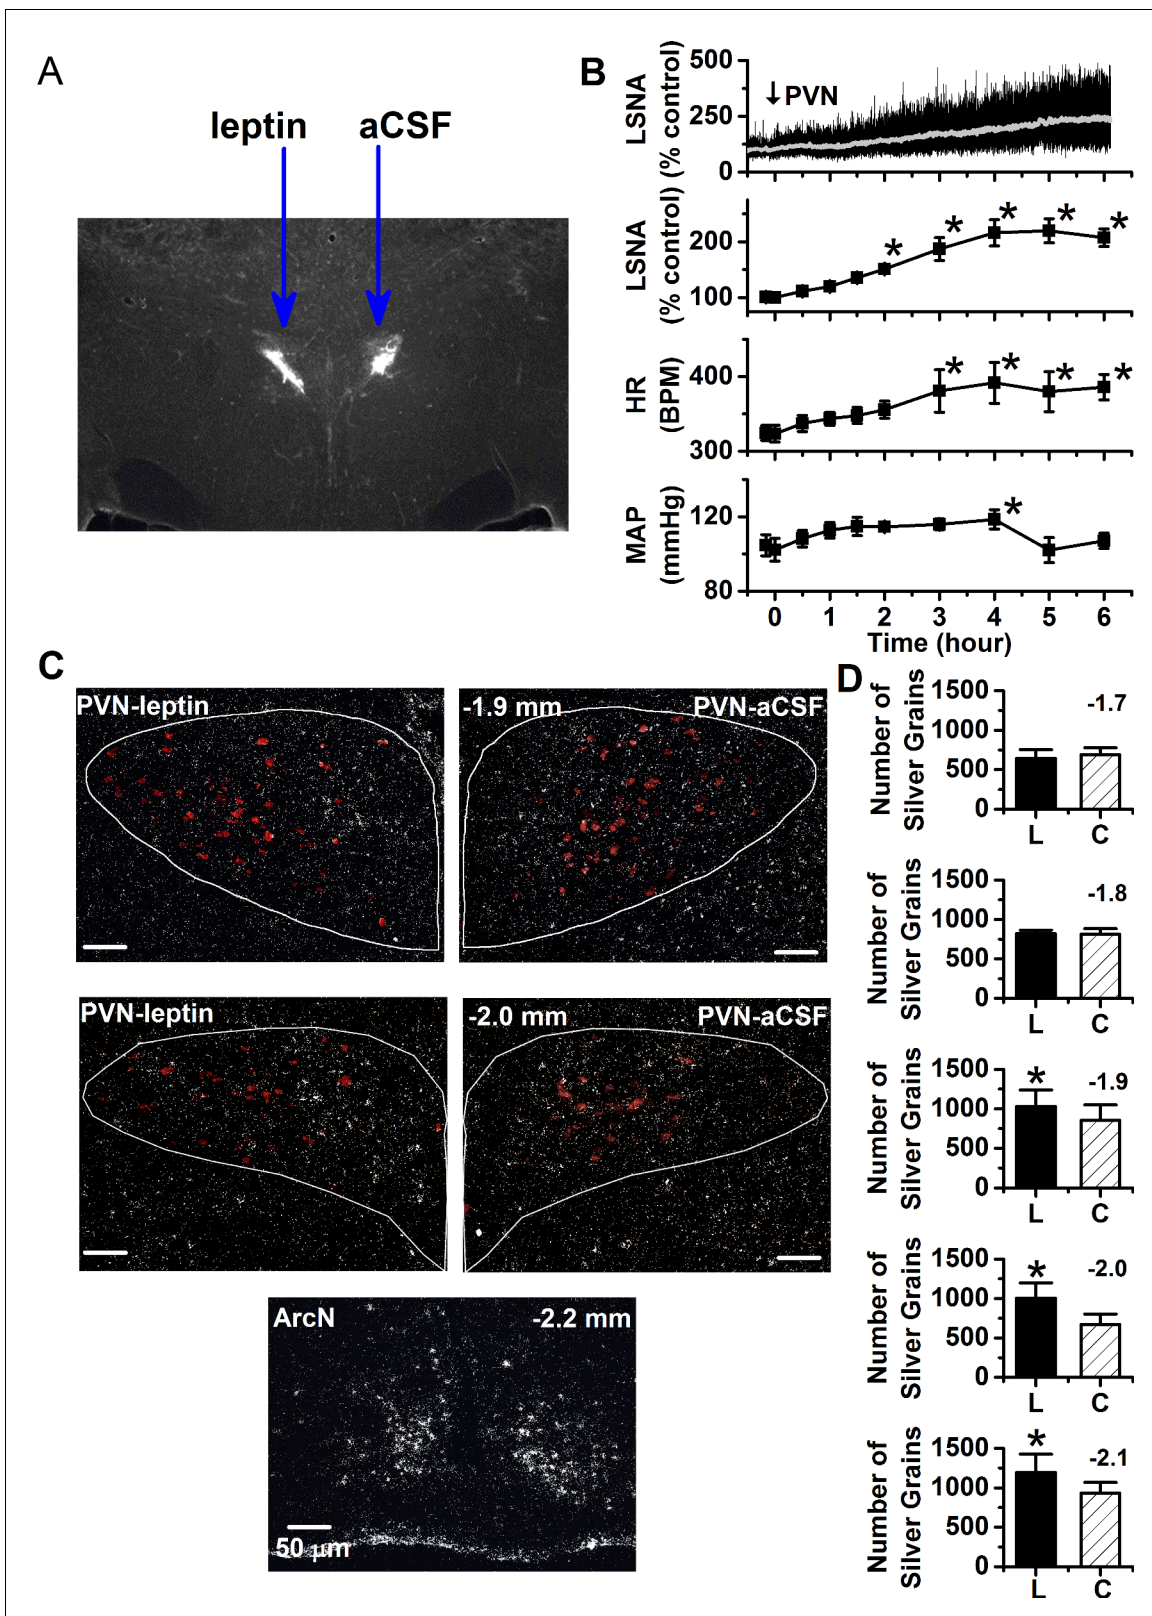 A
leptin
aCSF
B
LSNA
(% control)
500
250
0
↓PVN
LSNA
(% control)
200
100
*
*
*
*
*
HR
(BPM)
400
300
*
*
*
*
MAP
(mmHg)
120
80
*
0 1 2 3 4 5 6
Time (hour)
C
PVN-leptin
-1.9 mm PVN-aCSF
PVN-leptin
-2.0 mm PVN-aCSF
ArcN -2.2 mm
50 µm
D
Number of
Silver Grains
1500
1000
500
0
-1.7
L C
Number of
Silver Grains
1500
1000
500
0
-1.8
L C
Number of
Silver Grains
1500
1000
500
0
*
-1.9
L C
Number of
Silver Grains
1500
1000
500
0
*
-2.0
L C
Number of
Silver Grains
1500
1000
500
0
*
-2.1
L C